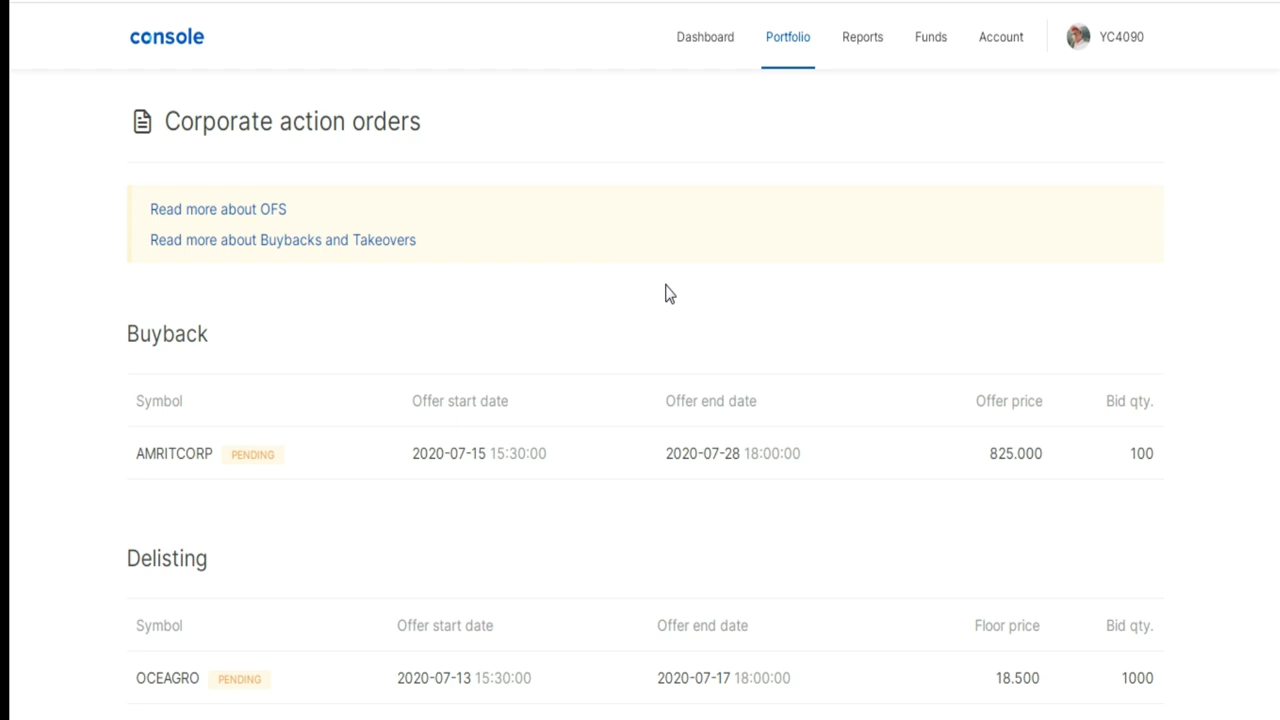 console Dashboard Portfolio Reports Funds Account YC4090
Corporate action orders
Read more about OFS
Read more about Buybacks and Takeovers
Buyback
Symbol Offer start date Offer end date Offer price Bid qty.
AMRITCORP PENDING 2020-07-15 15:30:00 2020-07-28 18:00:00 825.000 100
Delisting
Symbol Offer start date Offer end date Floor price Bid qty.
OCEAGRO PENDING 2020-07-13 15:30:00 2020-07-17 18:00:00 18.500 1000